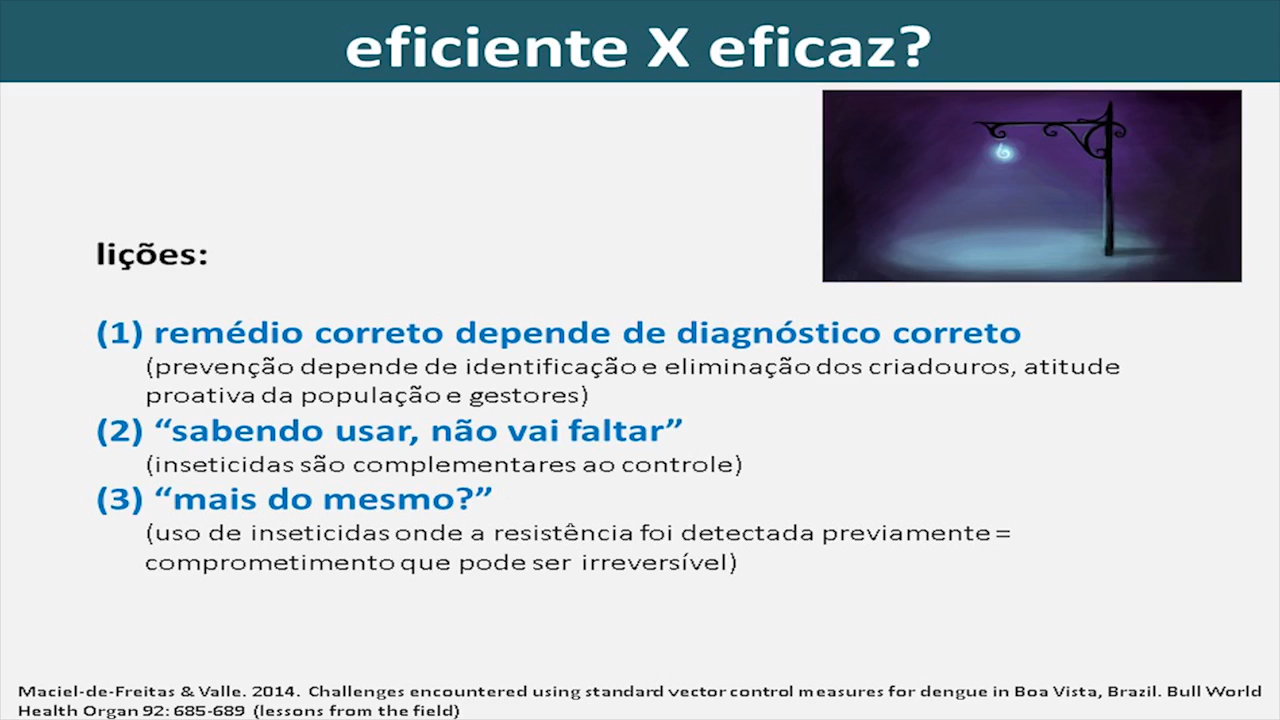 eficiente X eficaz?
lições:
(1) remédio correto depende de diagnóstico correto
(prevenção depende de identificação e eliminação dos criadouros, atitude
proativa da população e gestores)
(2) “sabendo usar, não vai faltar”
(inseticidas são complementares ao controle)
(3) “mais do mesmo?”
(uso de inseticidas onde a resistência foi detectada previamente =
comprometimento que pode ser irreversível)
Maciel-de-Freitas & Valle. 2014. Challenges encountered using standard vector control measures for dengue in Boa Vista, Brazil. Bull World
Health Organ 92: 685-689 (lessons from the field)